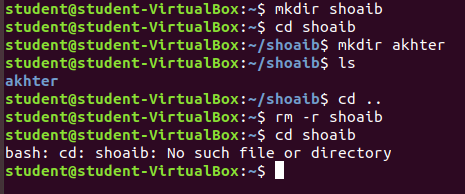 student@student-VirtualBox:~$ mkdir shoaib
student@student-VirtualBox:~$ cd shoaib
student@student-VirtualBox:~/shoaib$ mkdir akhter
student@student-VirtualBox:~/shoaib$ ls
akhter
student@student-VirtualBox:~/shoaib$ cd ..
student@student-VirtualBox:~$ rm -r shoaib
student@student-VirtualBox:~$ cd shoaib
bash: cd: shoaib: No such file or directory
student@student-VirtualBox:~$